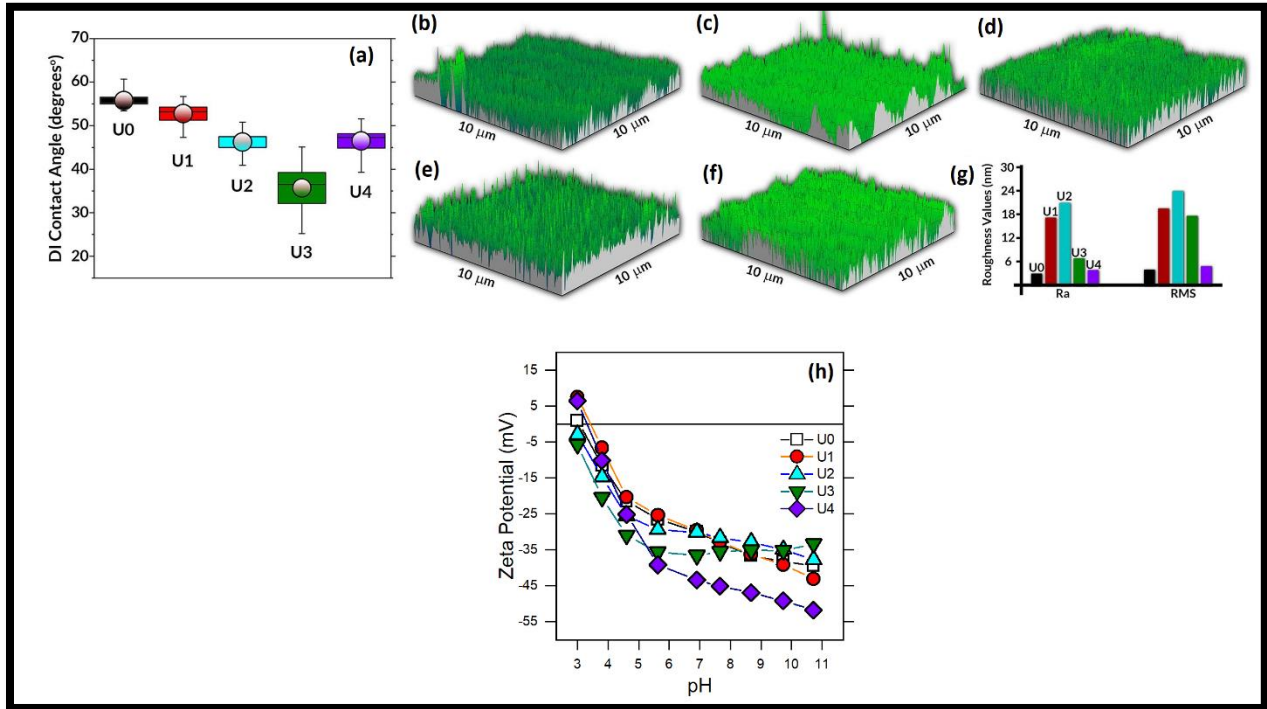 (a)
DI Contact Angle (degreesº)
70
60
50
40
30
20
U0
U1
U2
U3
U4
(b)
10 μm
10 μm
(c)
10 μm
10 μm
(d)
10 μm
10 μm
(e)
10 μm
10 μm
(f)
10 μm
10 μm
(g)
Roughness Values (nm)
30
24
18
12
6
U0
U1
U2
U3
U4
Ra
RMS
(h)
Zeta Potential (mV)
15
5
-5
-15
-25
-35
-45
-55
U0
U1
U2
U3
U4
3 4 5 6 7 8 9 10 11
pH